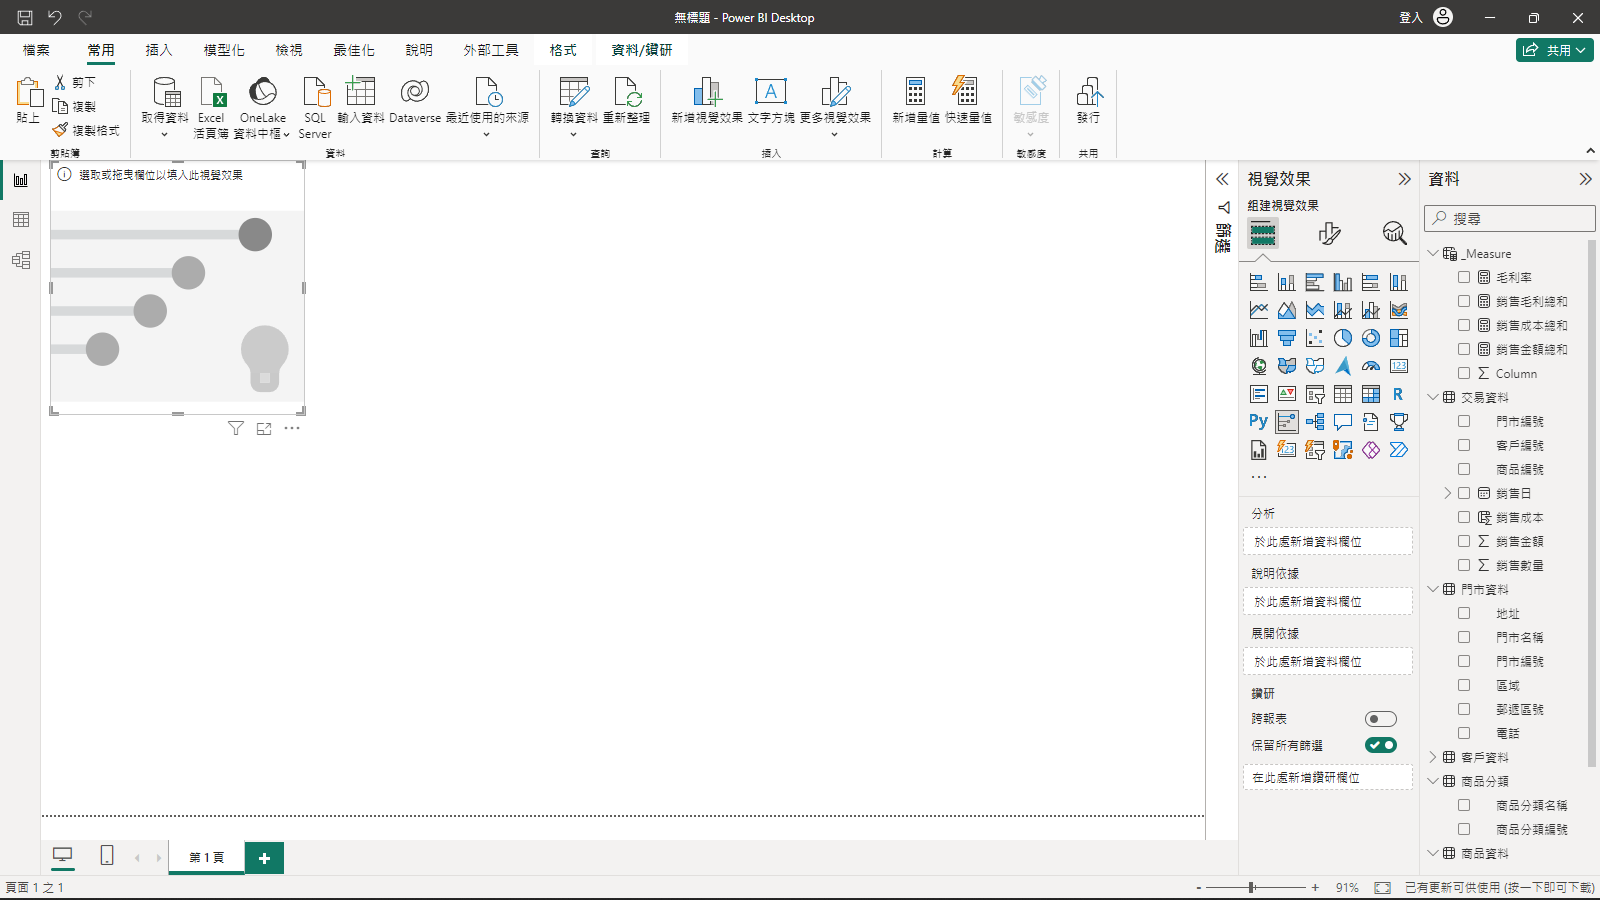 無標題 - Power BI Desktop
登入
檔案 常用 插入 模型化 檢視 最佳化 說明 外部工具 格式 資料/鑽研
共用
貼上
剪下
複製
複製格式
剪貼簿
取得資料
Excel
活頁簿
OneLake
資料中樞
SQL
Server
輸入資料
Dataverse
最近使用的來源
資料
轉換資料
重新整理
查詢
新增視覺效果
文字方塊
更多視覺效果
插入
新增量值
快速量值
計算
敏感度
敏感度
發行
共用
選取或拖曳欄位以填入此視覺效果
篩選
視覺效果
組建視覺效果
123
R
Py
123
...
分析
於此處新增資料欄位
說明依據
於此處新增資料欄位
展開依據
於此處新增資料欄位
鑽研
跨報表
保留所有篩選
在此處新增鑽研欄位
資料
搜尋
_Measure
毛利率
銷售毛利總和
銷售成本總和
銷售金額總和
Column
交易資料
門市編號
客戶編號
商品編號
銷售日
銷售成本
銷售金額
銷售數量
門市資料
地址
門市名稱
門市編號
區域
郵遞區號
電話
客戶資料
商品分類
商品分類名稱
商品分類編號
商品資料
第 1 頁
頁面 1 之 1
- + 91%
已有更新可供使用 (按一下即可下載)